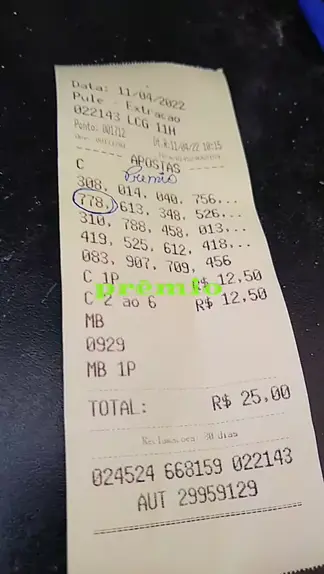 Data: 11/04/2022
Pule - Extracao
022143 LCG 11H
Ponto: 001712
11/04/22 10:15
APOSTAS
C
Premio
308, 014, 040, 756...
778, 613, 348, 526...
310, 788, 458, 013...
419, 525, 612, 418...
083, 907, 709, 456
C 1P R$ 12,50
prêmio
C 2 ao 6 R$ 12,50
MB
0929
MB 1P
TOTAL: R$ 25,00
Reclamacoes: 30 dias
024524 668159 022143
AUT 29959129